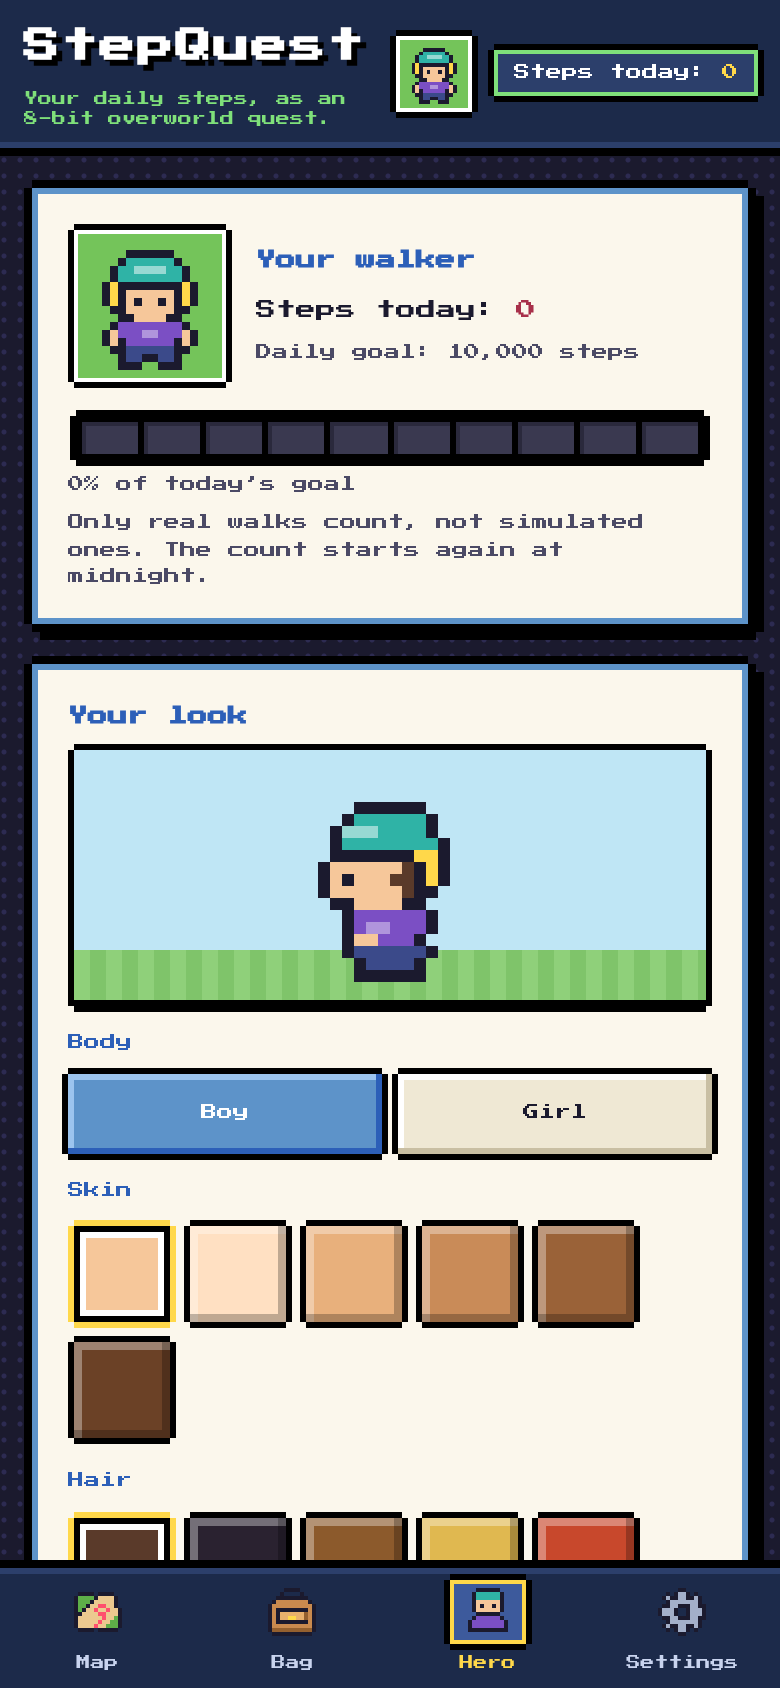 StepQuest
Your daily steps, as an
8-bit overworld quest.
Steps today: 0
Your walker
Steps today: 0
Daily goal: 10,000 steps
0% of today's goal
Only real walks count, not simulated
ones. The count starts again at
midnight.
Your look
Body
Boy
Girl
Skin
Hair
Map
Bag
Hero
Settings